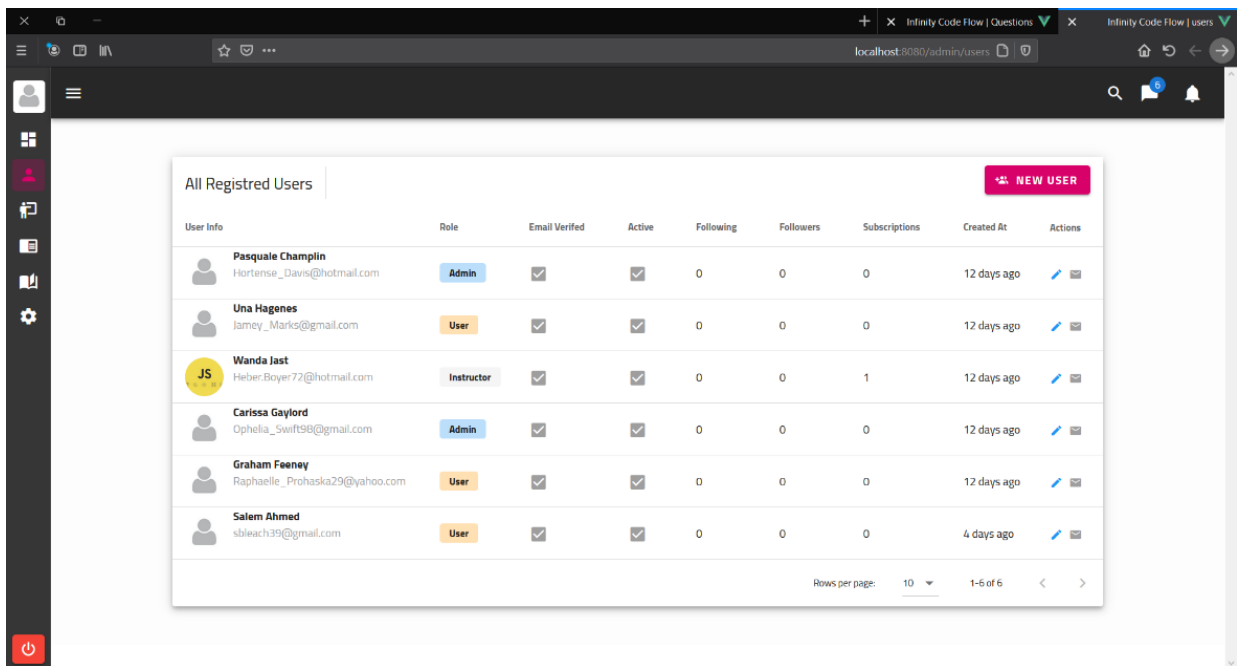 Infinity Code Flow | Questions
Infinity Code Flow | users
localhost:8080/admin/users
6
All Registred Users
NEW USER
User Info Role Email Verifed Active Following Followers Subscriptions Created At Actions
Pasquale Champlin
Hortense_Davis@hotmail.com Admin 0 0 0 12 days ago
Una Hagenes
Jamey_Marks@gmail.com User 0 0 0 12 days ago
Wanda Jast
JS Heber.Boyer72@hotmail.com Instructor 0 0 1 12 days ago
Carissa Gaylord
Ophelia_Swift98@gmail.com Admin 0 0 0 12 days ago
Graham Feeney
Raphaelle_Prohaska29@yahoo.com User 0 0 0 12 days ago
Salem Ahmed
sbleach39@gmail.com User 0 0 0 4 days ago
Rows per page: 10 1-6 of 6